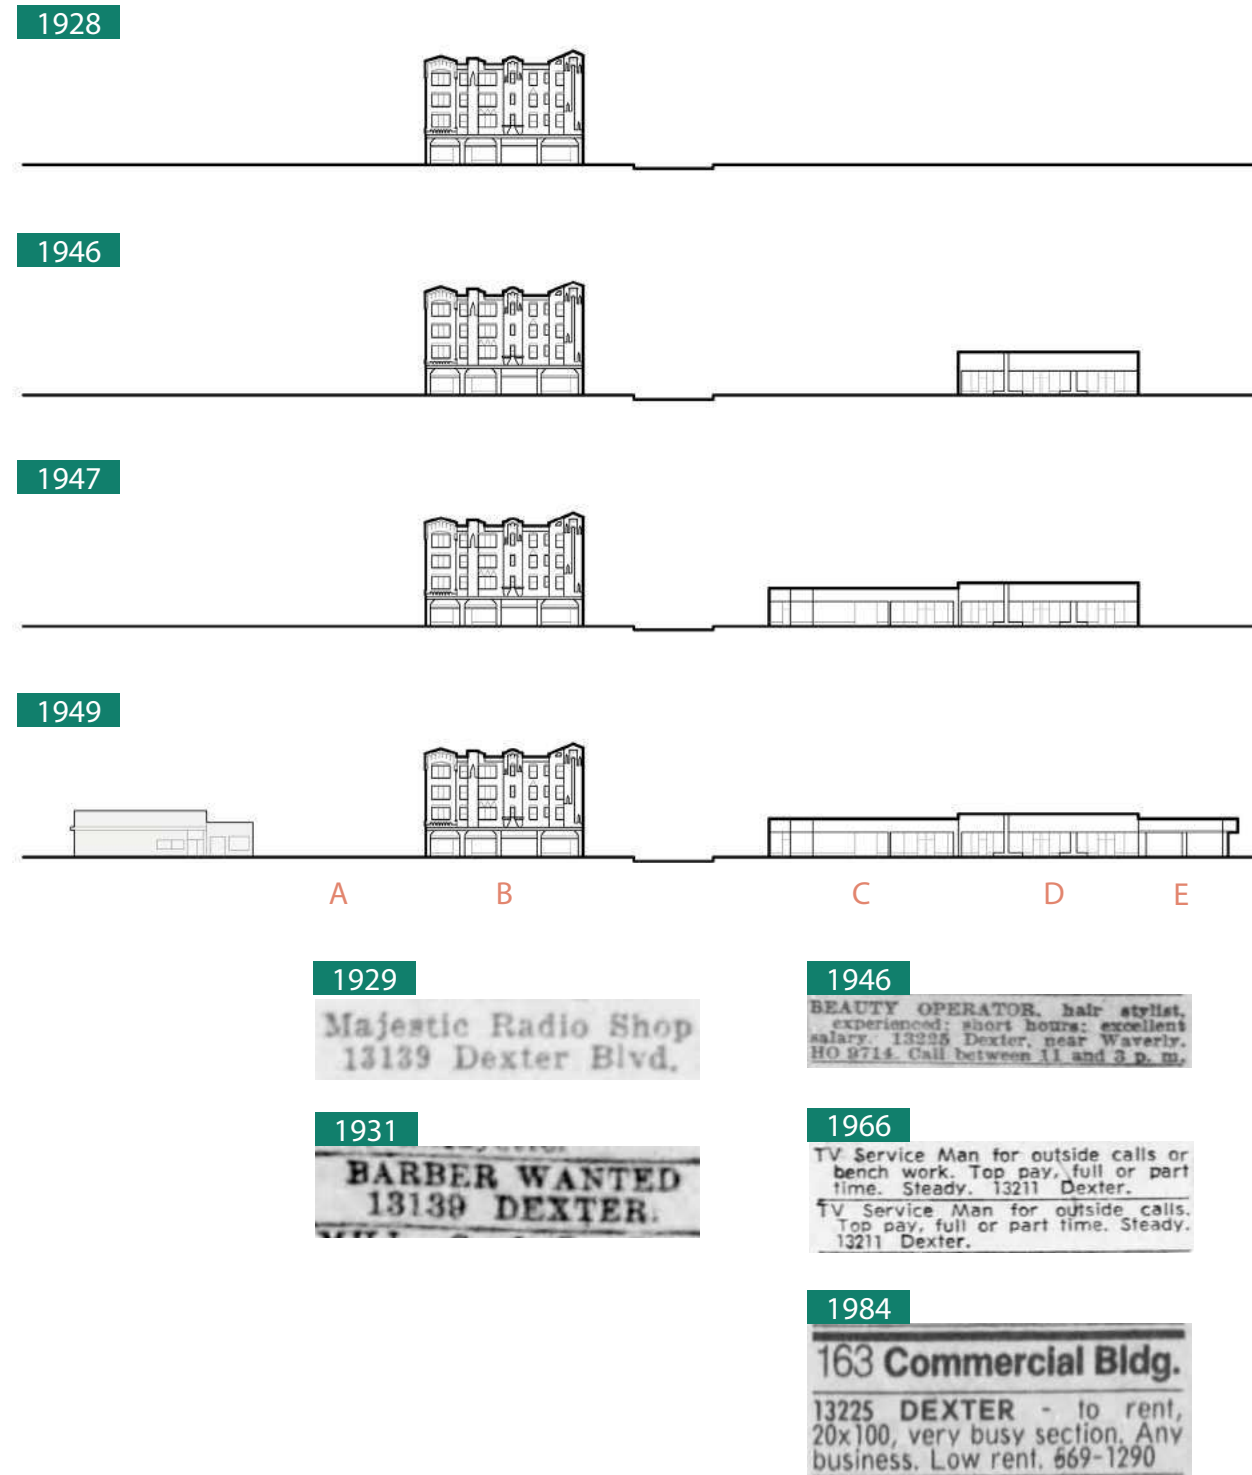 1928
1946
1947
1949
A B C D E
1929
Majestic Radio Shop
13139 Dexter Blvd.
1931
BARBER WANTED
13139 DEXTER.
1946
BEAUTY OPERATOR, hair stylist,
experienced; short hours; excellent
salary. 13225 Dexter, near Waverly.
HO 9714. Call between 11 and 3 p. m.
1966
TV Service Man for outside calls or
bench work. Top pay, full or part
time. Steady. 13211 Dexter.
TV Service Man for outside calls.
Top pay, full or part time. Steady.
13211 Dexter.
1984
163 Commercial Bldg.
13225 DEXTER - to rent,
20x100, very busy section. Any
business. Low rent. 869-1290